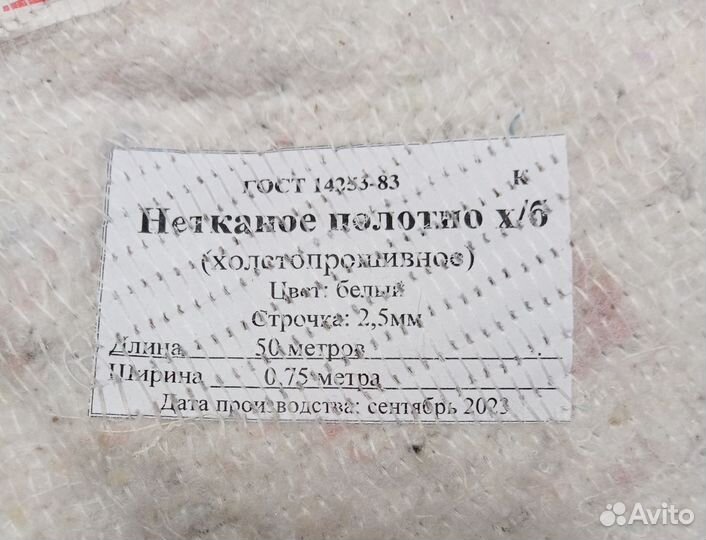 ГОСТ 14253-83 К
Нетканое полотно х/б
(холстопрошивное)
Цвет: белый
Строчка: 2,5мм
Длина 50 метров
Ширина 0,75 метра
Дата производства: сентябрь 2023
Avito